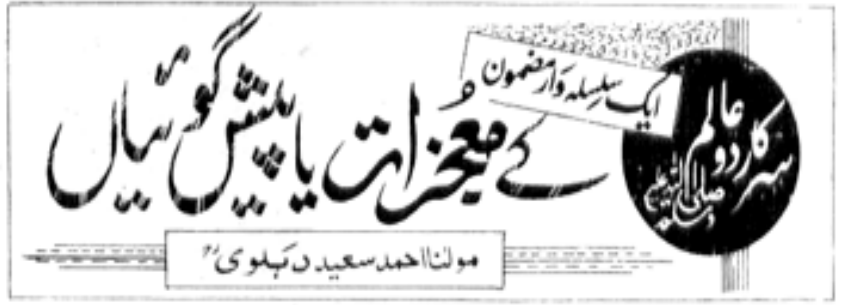 ایک سلسلہ وار مضمون
سرکار دو عالم
صلی اللہ علیہ وسلم
کے معجزات یا پیش گوئیاں
مولانا احمد سعید دہلوی رح